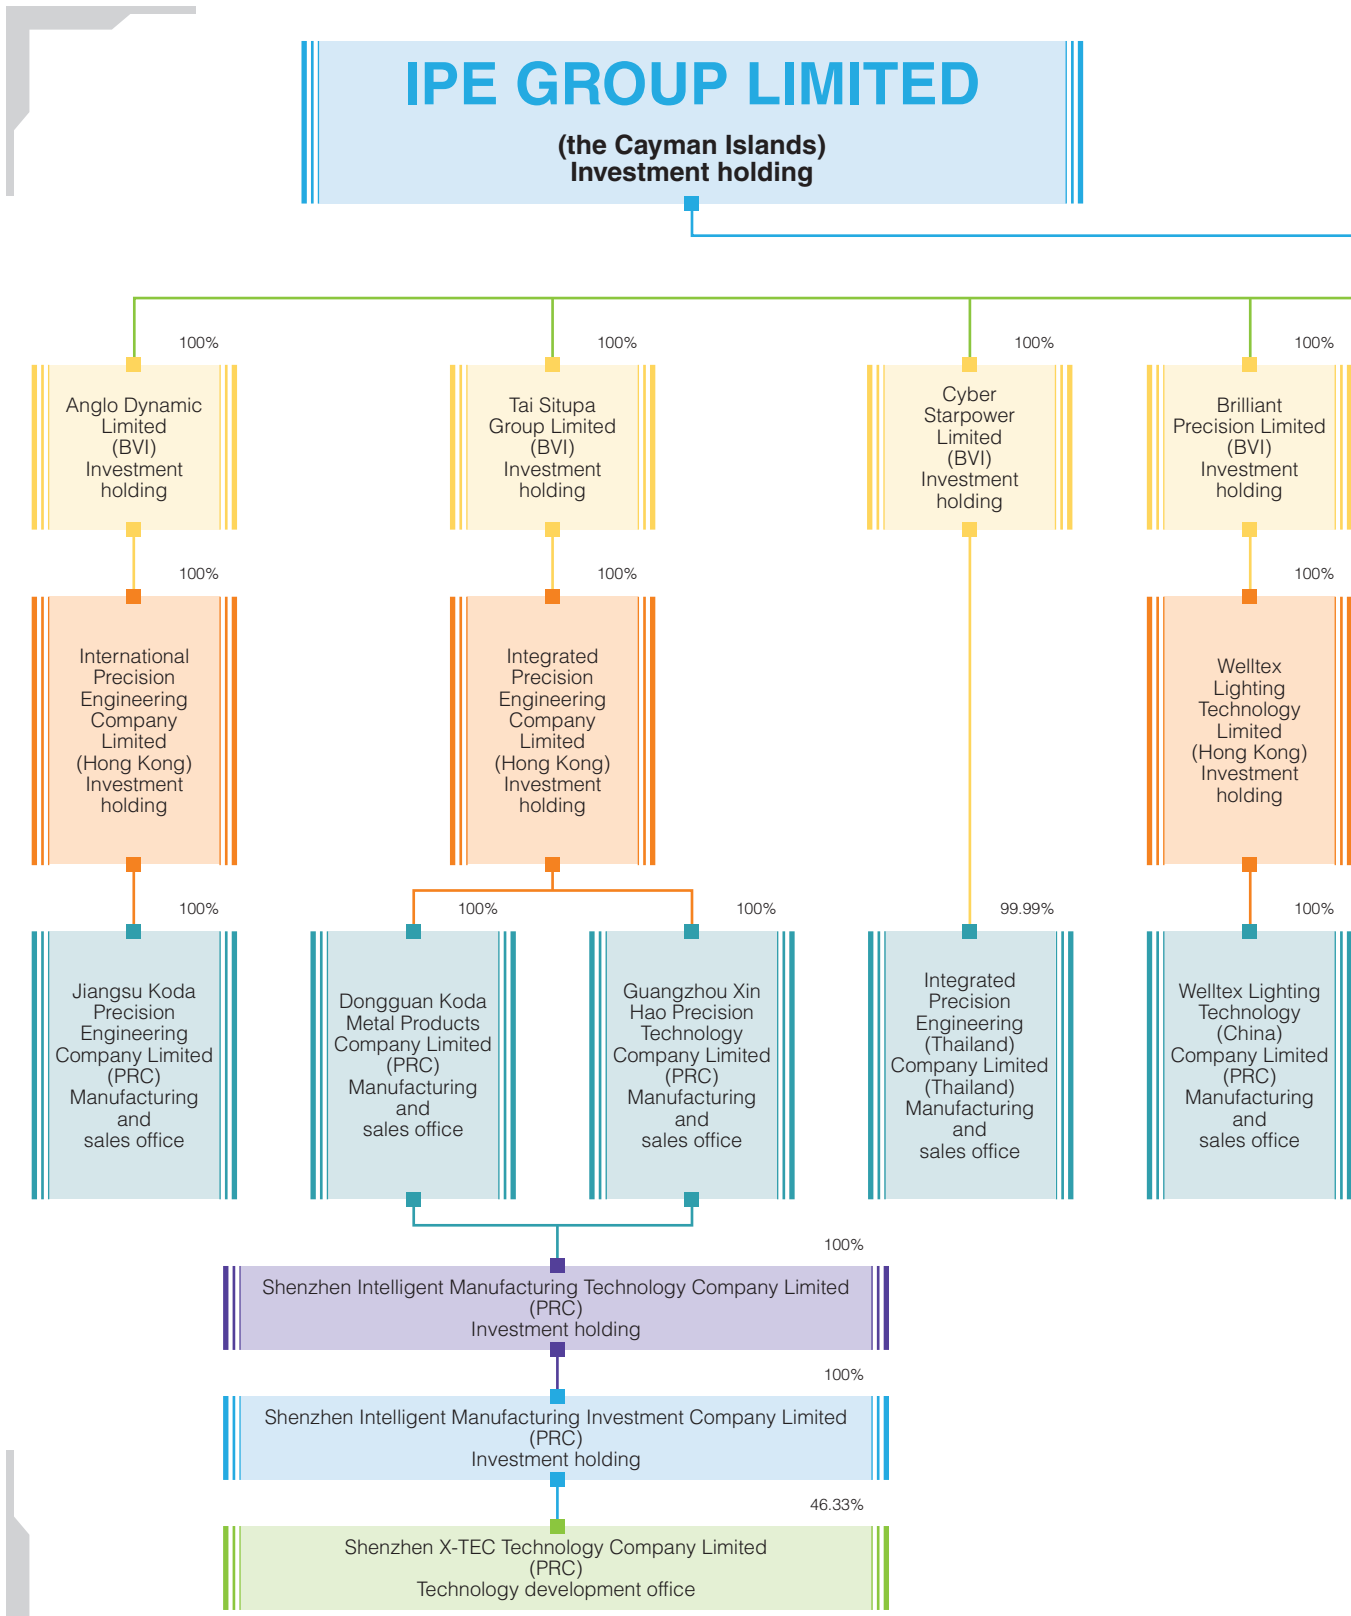 IPE GROUP LIMITED
(the Cayman Islands)
Investment holding
100%
100%
100%
100%
Anglo Dynamic
Limited
(BVI)
Investment
holding
Tai Situpa
Group Limited
(BVI)
Investment
holding
Cyber
Starpower
Limited
(BVI)
Investment
holding
Brilliant
Precision Limited
(BVI)
Investment
holding
100%
100%
100%
International
Precision
Engineering
Company
Limited
(Hong Kong)
Investment
holding
Integrated
Precision
Engineering
Company
Limited
(Hong Kong)
Investment
holding
Welltex
Lighting
Technology
Limited
(Hong Kong)
Investment
holding
100%
100%
100%
99.99%
100%
Jiangsu Koda
Precision
Engineering
Company Limited
(PRC)
Manufacturing
and
sales office
Dongguan Koda
Metal Products
Company Limited
(PRC)
Manufacturing
and
sales office
Guangzhou Xin
Hao Precision
Technology
Company Limited
(PRC)
Manufacturing
and
sales office
Integrated
Precision
Engineering
(Thailand)
Company Limited
(Thailand)
Manufacturing
and
sales office
Welltex Lighting
Technology
(China)
Company Limited
(PRC)
Manufacturing
and
sales office
100%
Shenzhen Intelligent Manufacturing Technology Company Limited
(PRC)
Investment holding
100%
Shenzhen Intelligent Manufacturing Investment Company Limited
(PRC)
Investment holding
46.33%
Shenzhen X-TEC Technology Company Limited
(PRC)
Technology development office